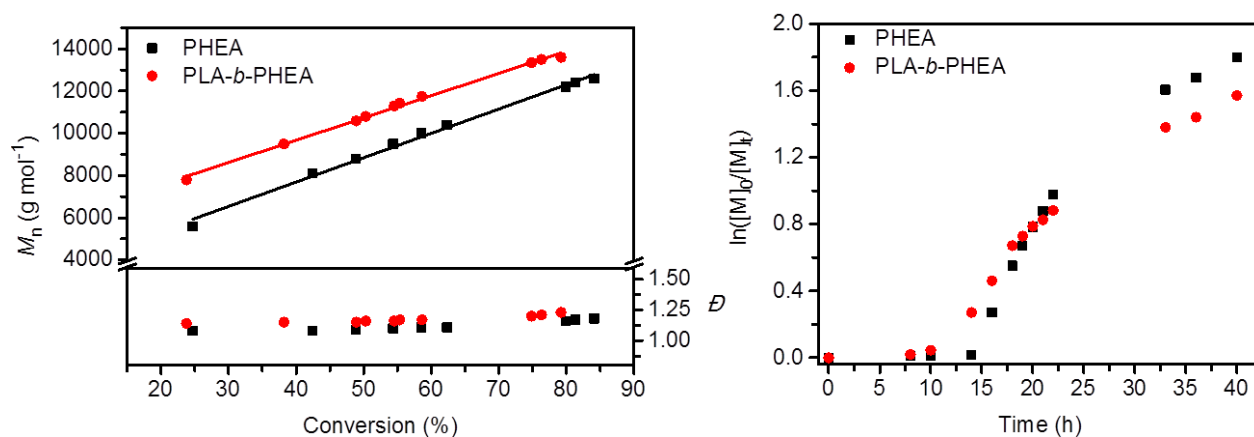 PHEA
PLA-b-PHEA
14000
12000
10000
8000
6000
4000
Mn (g mol⁻¹)
1.50
1.25
1.00
Đ
20 30 40 50 60 70 80 90
Conversion (%)
PHEA
PLA-b-PHEA
2.0
1.6
1.2
0.8
0.4
0.0
ln([M]0/[M]t)
0 5 10 15 20 25 30 35 40
Time (h)